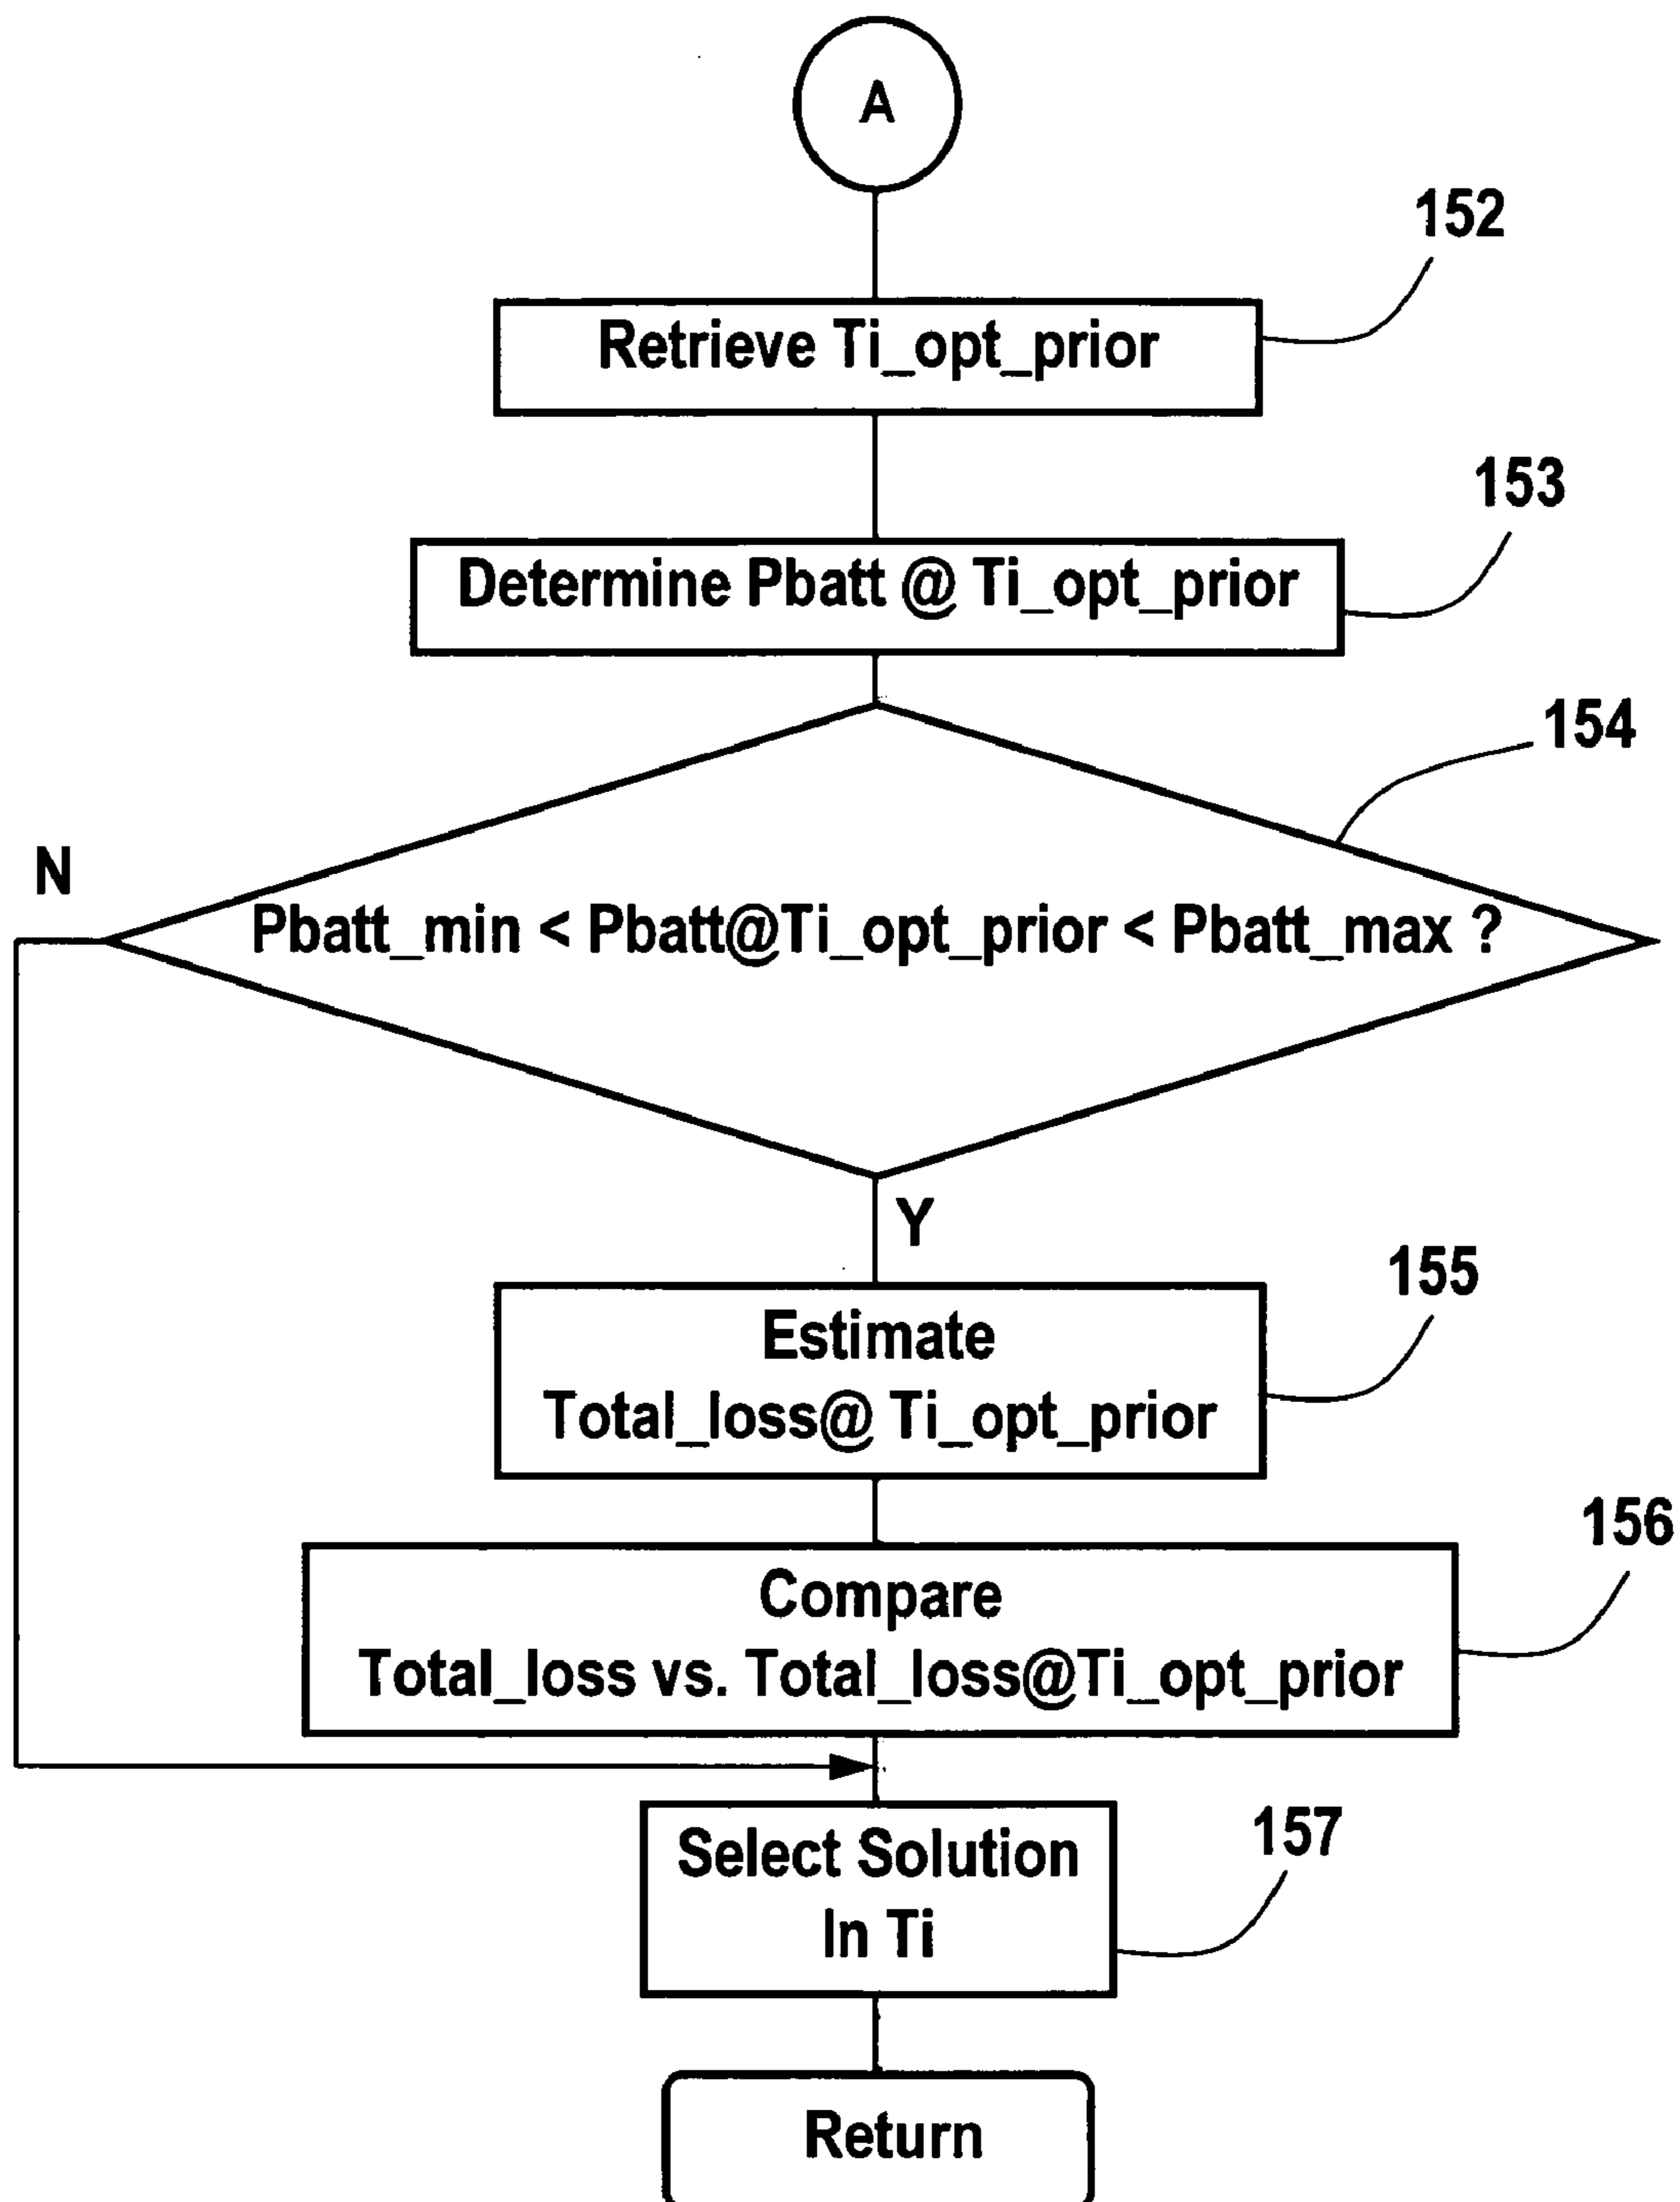 A
152
Retrieve Ti_opt_prior
153
Determine Pbatt @ Ti_opt_prior
154
N
Pbatt_min < Pbatt@Ti_opt_prior < Pbatt_max ?
Y
155
Estimate
Total_loss@ Ti_opt_prior
156
Compare
Total_loss vs. Total_loss@Ti_opt_prior
157
Select Solution
In Ti
Return